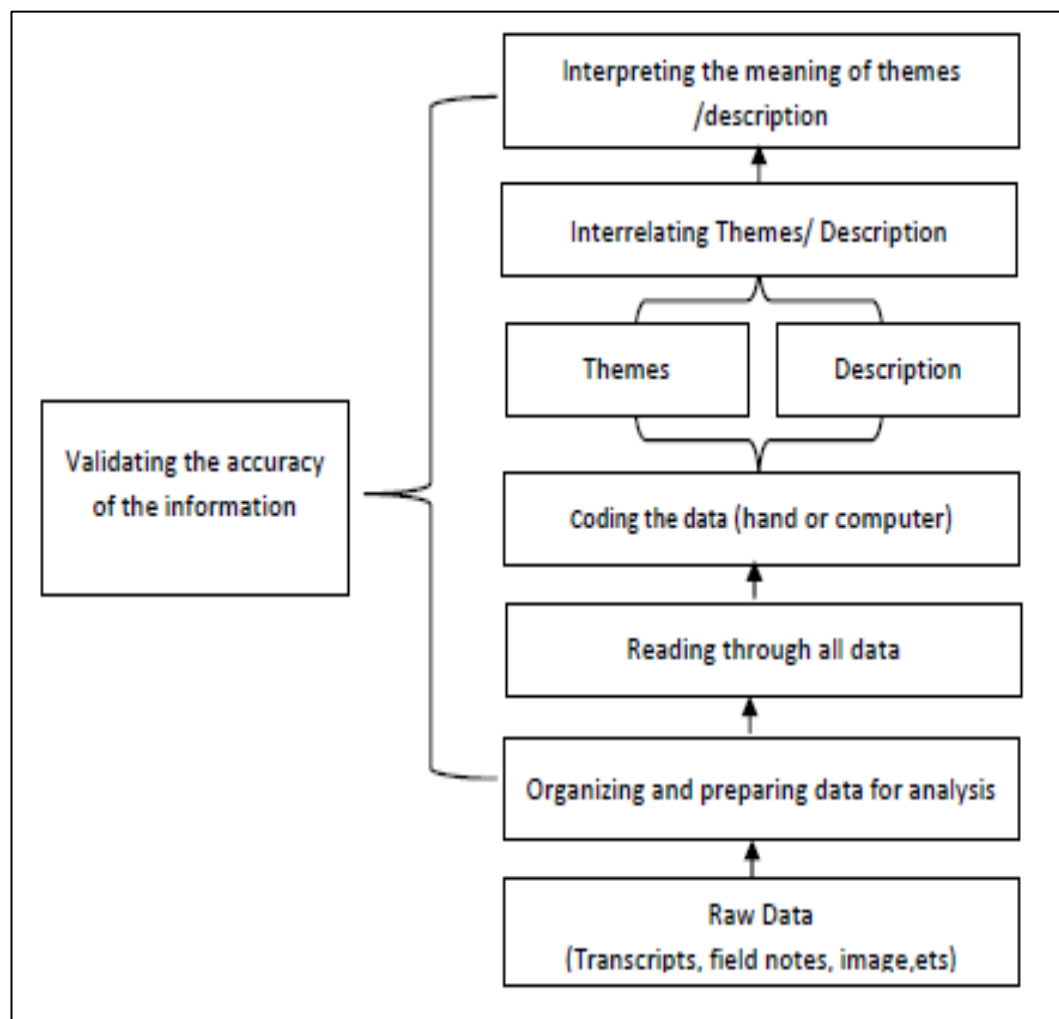 Interpreting the meaning of themes
/description
Interrelating Themes/ Description
Themes
Description
Validating the accuracy
of the information
Coding the data (hand or computer)
Reading through all data
Organizing and preparing data for analysis
Raw Data
(Transcripts, field notes, image,ets)